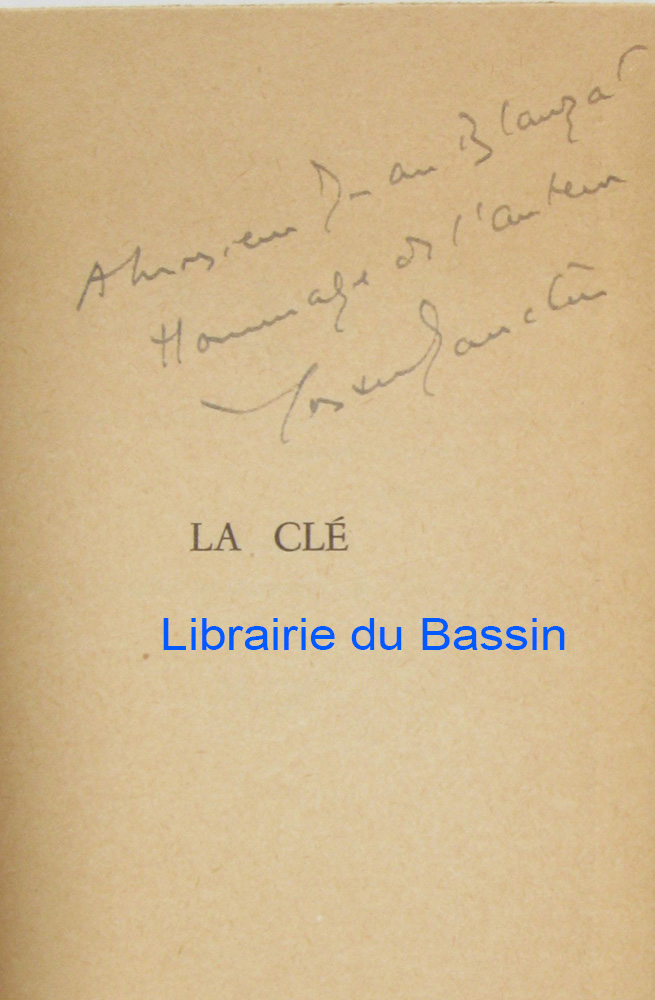 A Monsieur Jean Blanzat
Hommage de l'auteur
LA CLÉ
Librairie du Bassin